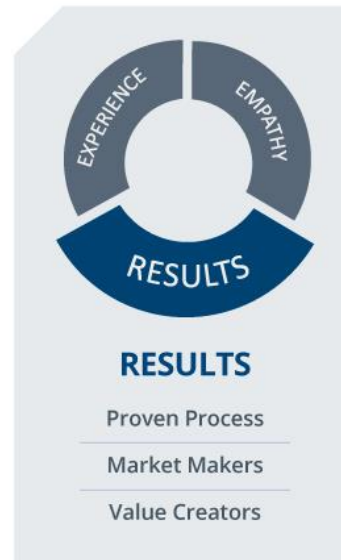 EXPERIENCE
EMPATHY
RESULTS
RESULTS
Proven Process
Market Makers
Value Creators